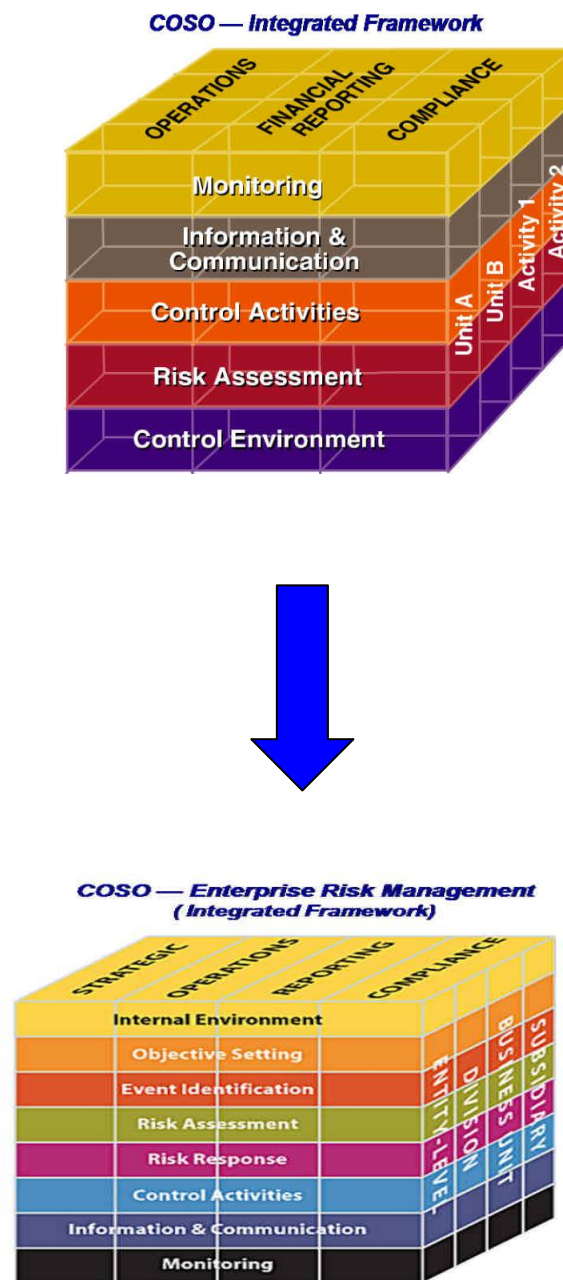 COSO — Integrated Framework
OPERATIONS
FINANCIAL
REPORTING
COMPLIANCE
Monitoring
Information &
Communication
Control Activities
Risk Assessment
Control Environment
Unit A
Unit B
Activity 1
Activity 2
COSO — Enterprise Risk Management
( Integrated Framework)
STRATEGIC
OPERATIONS
REPORTING
COMPLIANCE
Internal Environment
Objective Setting
Event Identification
Risk Assessment
Risk Response
Control Activities
Information & Communication
Monitoring
ENTITY-LEVEL
DIVISION
BUSINESS UNIT
SUBSIDIARY